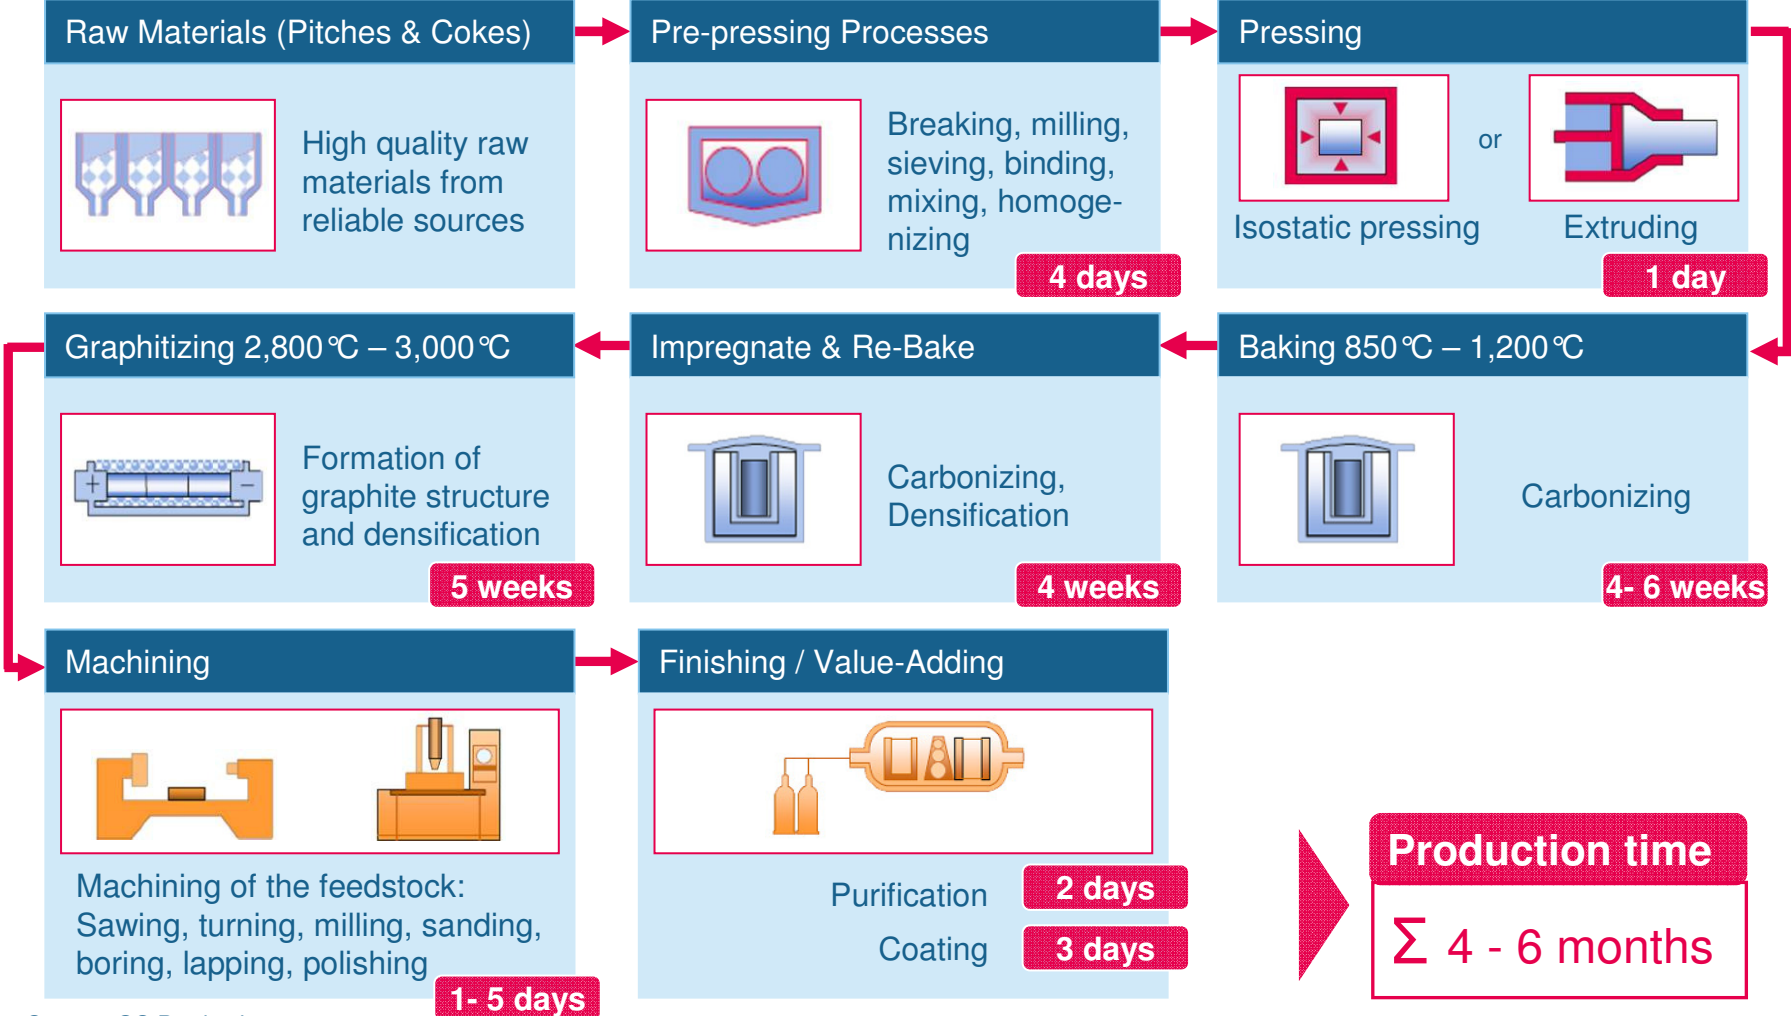 Raw Materials (Pitches & Cokes)
High quality raw
materials from
reliable sources
Pre-pressing Processes
Breaking, milling,
sieving, binding,
mixing, homoge-
nizing
4 days
Pressing
or
Isostatic pressing
Extruding
1 day
Baking 850°C – 1,200°C
Carbonizing
4- 6 weeks
Impregnate & Re-Bake
Carbonizing,
Densification
4 weeks
Graphitizing 2,800°C – 3,000°C
+ −
Formation of
graphite structure
and densification
5 weeks
Machining
Machining of the feedstock:
Sawing, turning, milling, sanding,
boring, lapping, polishing
1- 5 days
Finishing / Value-Adding
Purification
2 days
Coating
3 days
Production time
Σ 4 - 6 months